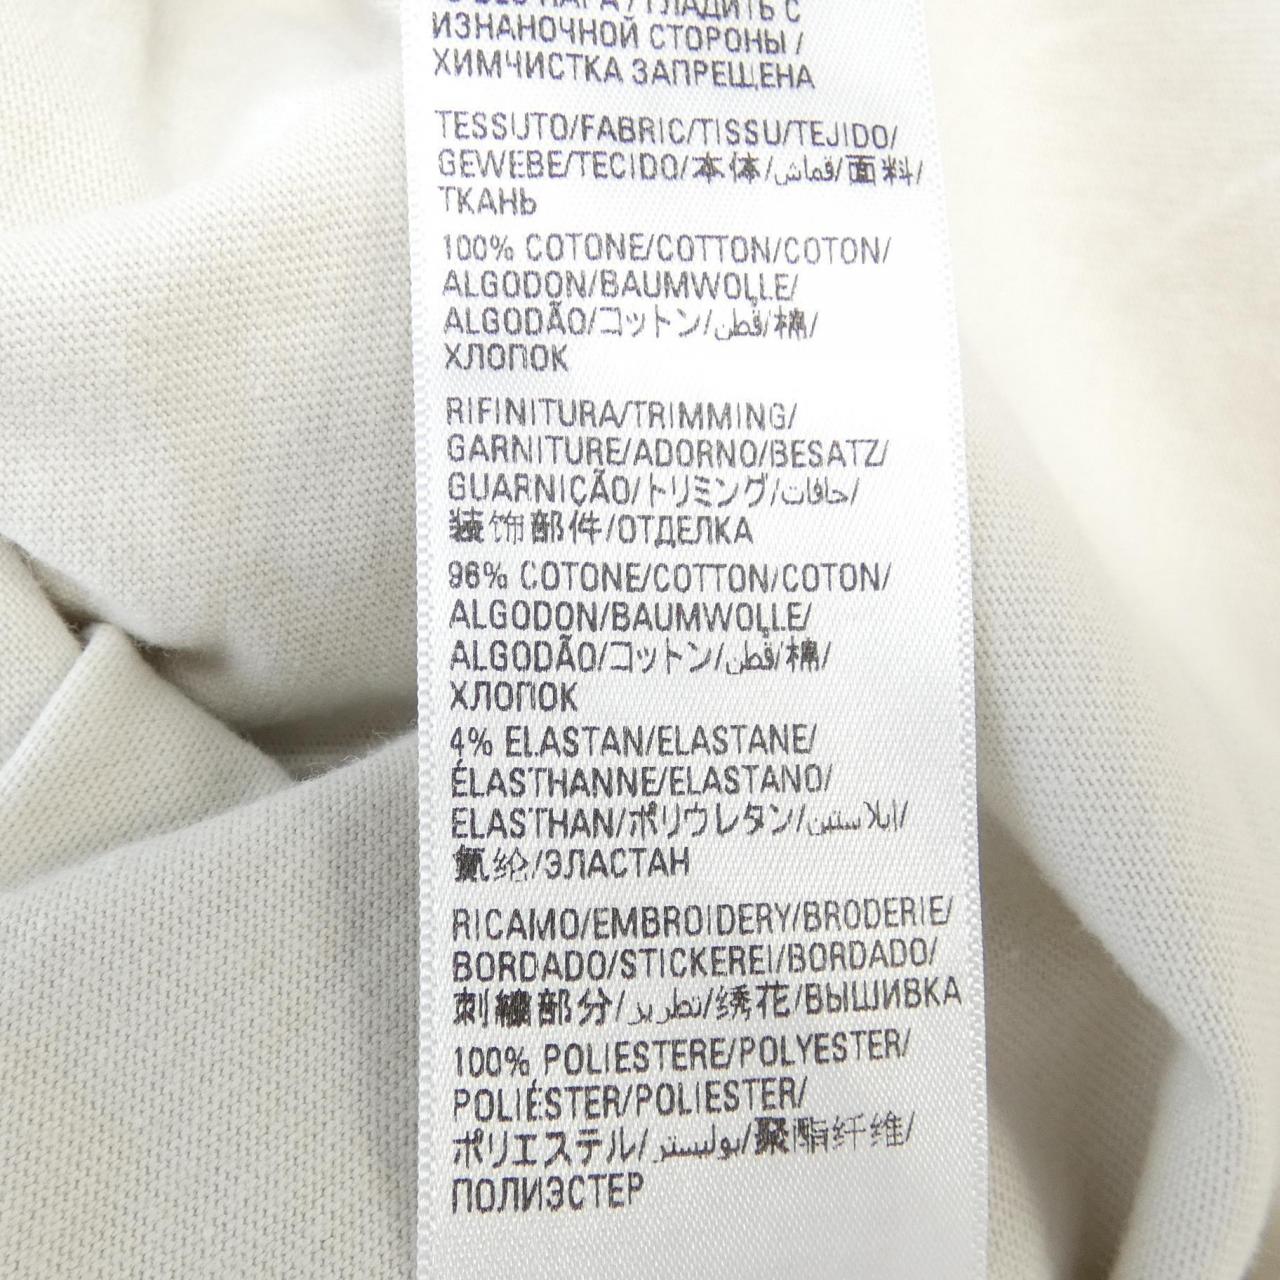 ГЛАДИТЬ С
ИЗНАНОЧНОЙ СТОРОНЫ /
ХИМЧИСТКА ЗАПРЕЩЕНА
TESSUTO/FABRIC/TISSU/TEJIDO/
GEWEBE/TECIDO/本体/قماش/面料/
ТКАНЬ
100% COTONE/COTTON/COTON/
ALGODON/BAUMWOLLE/
ALGODÃO/コットン/قطن/棉/
ХЛОПОК
RIFINITURA/TRIMMING/
GARNITURE/ADORNO/BESATZ/
GUARNIÇÃO/トリミング/حافات/
装饰部件/ОТДЕЛКА
96% COTONE/COTTON/COTON/
ALGODON/BAUMWOLLE/
ALGODÃO/コットン/قطن/棉/
ХЛОПОК
4% ELASTAN/ELASTANE/
ÉLASTHANNE/ELASTANO/
ELASTHAN/ポリウレタン/إيلاستين/
氨纶/ЭЛАСТАН
RICAMO/EMBROIDERY/BRODERIE/
BORDADO/STICKEREI/BORDADO/
刺繍部分/تطريز/绣花/ВЫШИВКА
100% POLIESTERE/POLYESTER/
POLIÉSTER/POLIESTER/
ポリエステル/بوليستر/聚酯纤维/
ПОЛИЭСТЕР